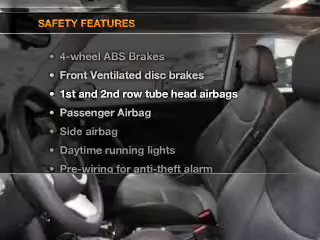 SAFETY FEATURES
• 4-wheel ABS Brakes
• Front Ventilated disc brakes
• 1st and 2nd row tube head airbags
• Passenger Airbag
• Side airbag
• Daytime running lights
• Pre-wiring for anti-theft alarm